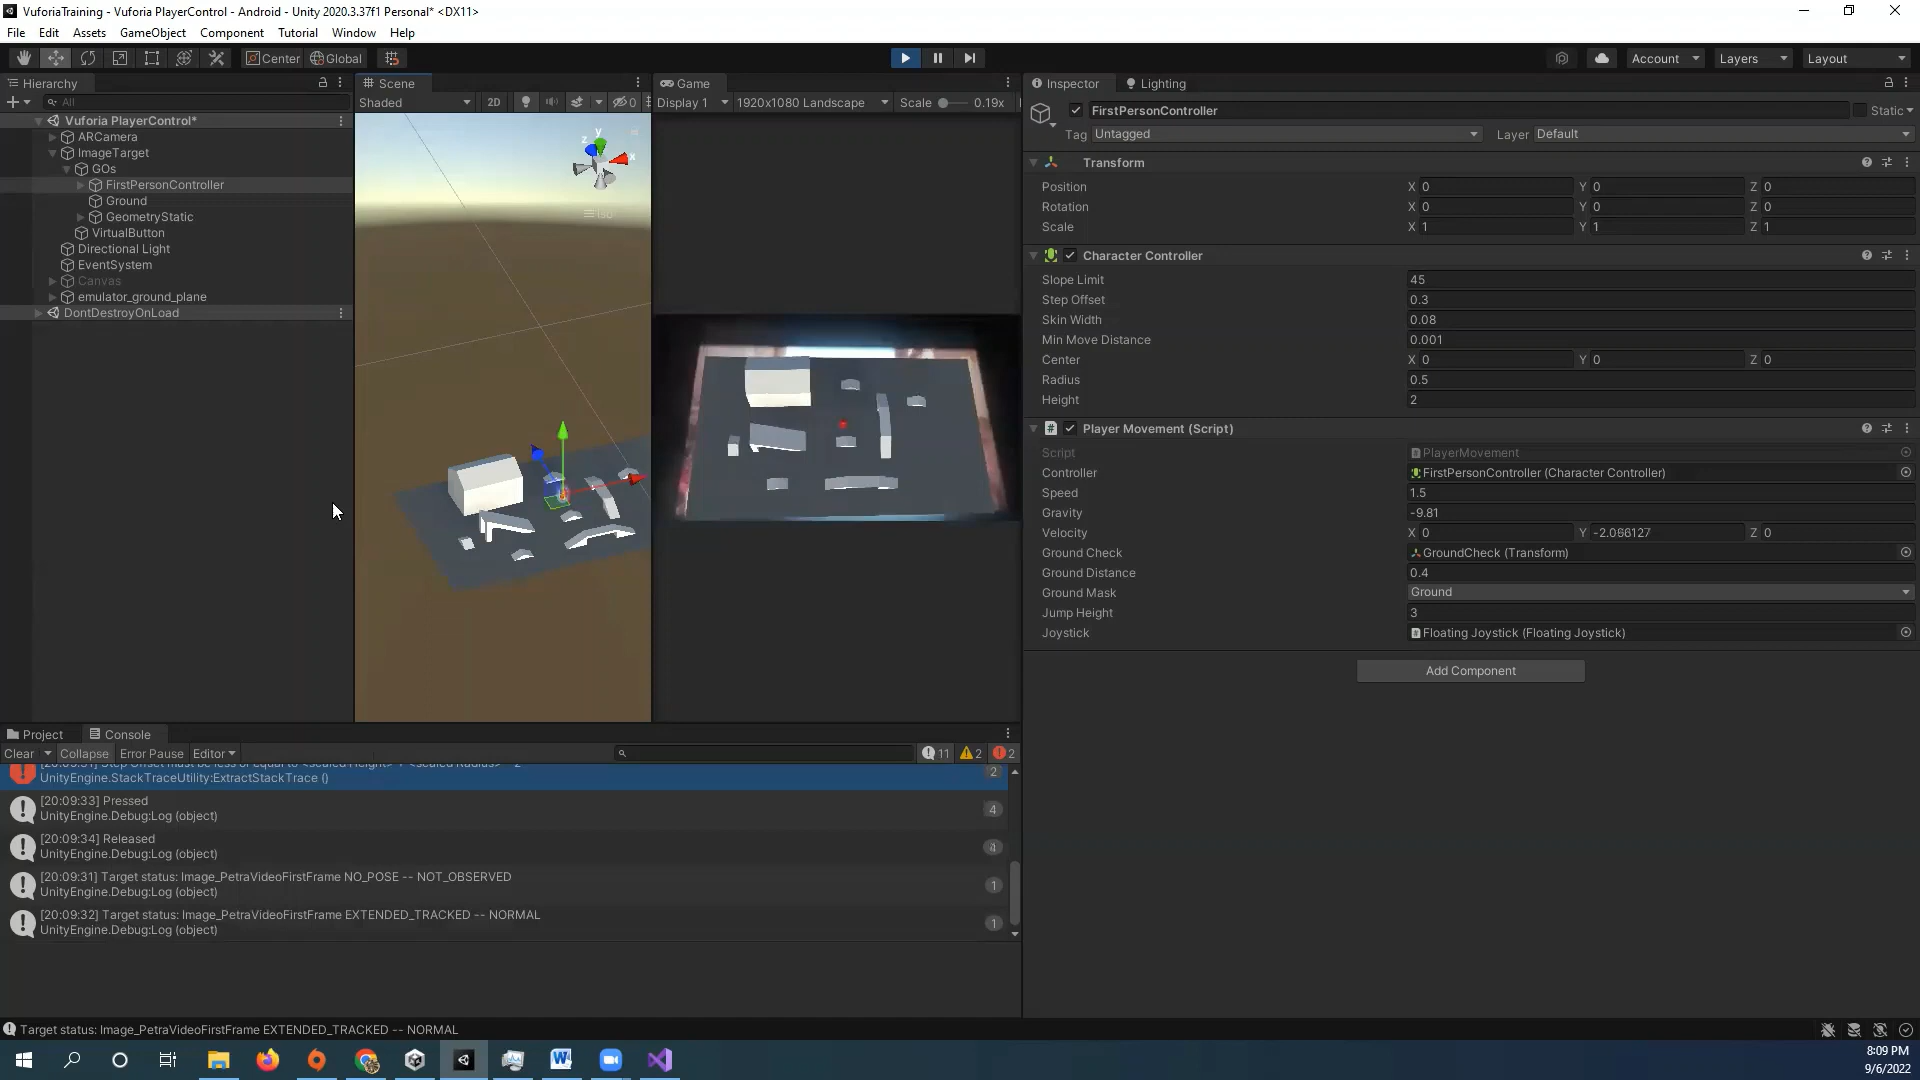 VuforiaTraining - Vuforia PlayerControl - Android - Unity 2020.3.37f1 Personal* <DX11>
File Edit Assets GameObject Component Tutorial Window Help
Center Global Account Layers Layout
Hierarchy
All
Vuforia PlayerControl*
ARCamera
ImageTarget
GOs
FirstPersonController
Ground
GeometryStatic
VirtualButton
Directional Light
EventSystem
Canvas
emulator_ground_plane
DontDestroyOnLoad
Scene
Shaded 2D 0
y
z
x
Iso
Game
Display 1 1920x1080 Landscape Scale 0.19x
Inspector Lighting
FirstPersonController Static
Tag Untagged Layer Default
Transform
Position X 0 Y 0 Z 0
Rotation X 0 Y 0 Z 0
Scale X 1 Y 1 Z 1
Character Controller
Slope Limit 45
Step Offset 0.3
Skin Width 0.08
Min Move Distance 0.001
Center X 0 Y 0 Z 0
Radius 0.5
Height 2
Player Movement (Script)
Script PlayerMovement
Controller FirstPersonController (Character Controller)
Speed 1.5
Gravity -9.81
Velocity X 0 Y -2.066127 Z 0
Ground Check GroundCheck (Transform)
Ground Distance 0.4
Ground Mask Ground
Jump Height 3
Joystick Floating Joystick (Floating Joystick)
Add Component
Project Console
Clear Collapse Error Pause Editor 11 2 2
UnityEngine.StackTraceUtility:ExtractStackTrace () 2
[20:09:33] Pressed
UnityEngine.Debug:Log (object) 4
[20:09:34] Released
UnityEngine.Debug:Log (object) 4
[20:09:31] Target status: Image_PetraVideoFirstFrame NO_POSE -- NOT_OBSERVED
UnityEngine.Debug:Log (object) 1
[20:09:32] Target status: Image_PetraVideoFirstFrame EXTENDED_TRACKED -- NORMAL
UnityEngine.Debug:Log (object) 1
Target status: Image_PetraVideoFirstFrame EXTENDED_TRACKED -- NORMAL
8:09 PM
9/6/2022